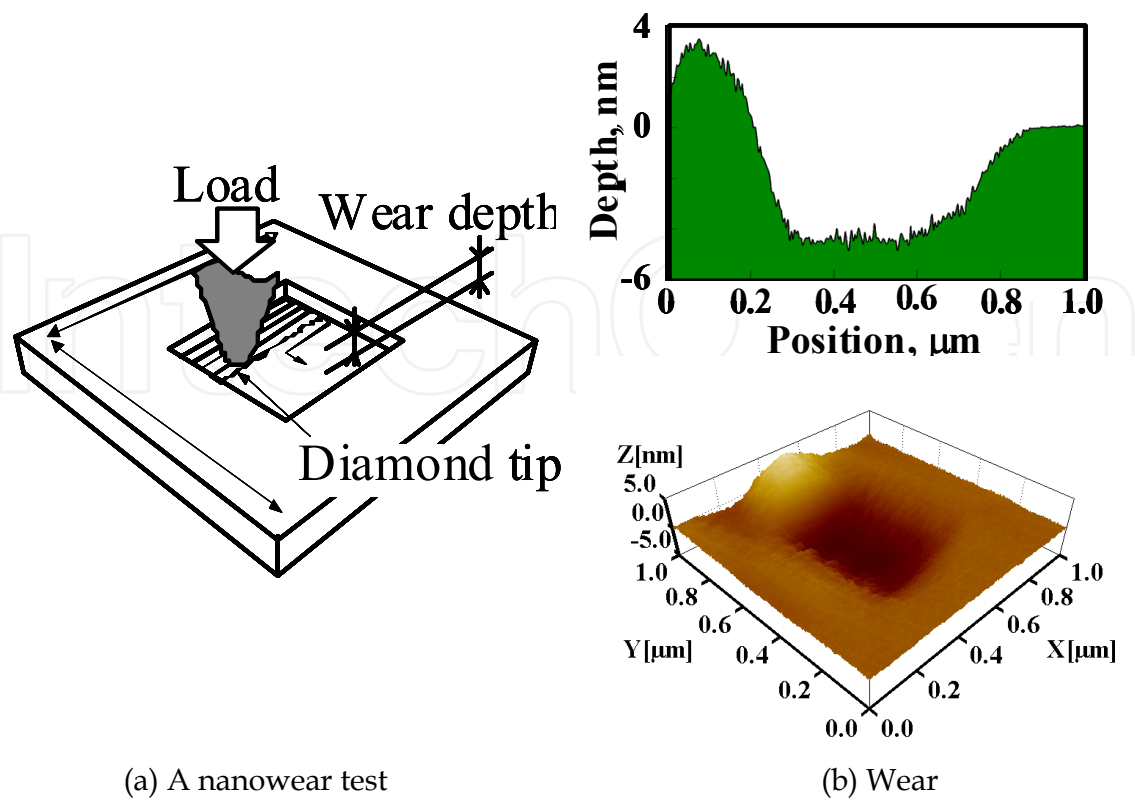 Load
Wear depth
Diamond tip
(a) A nanowear test
4
0
-6
Depth, nm
0 0.2 0.4 0.6 0.8 1.0
Position, μm
Z[nm]
5.0
0.0
-5.0
1.0
0.8
0.6
0.4
0.2
0.0
Y[μm]
1.0
0.8
0.6
0.4
0.2
0.0
X[μm]
(b) Wear
IntechOpen